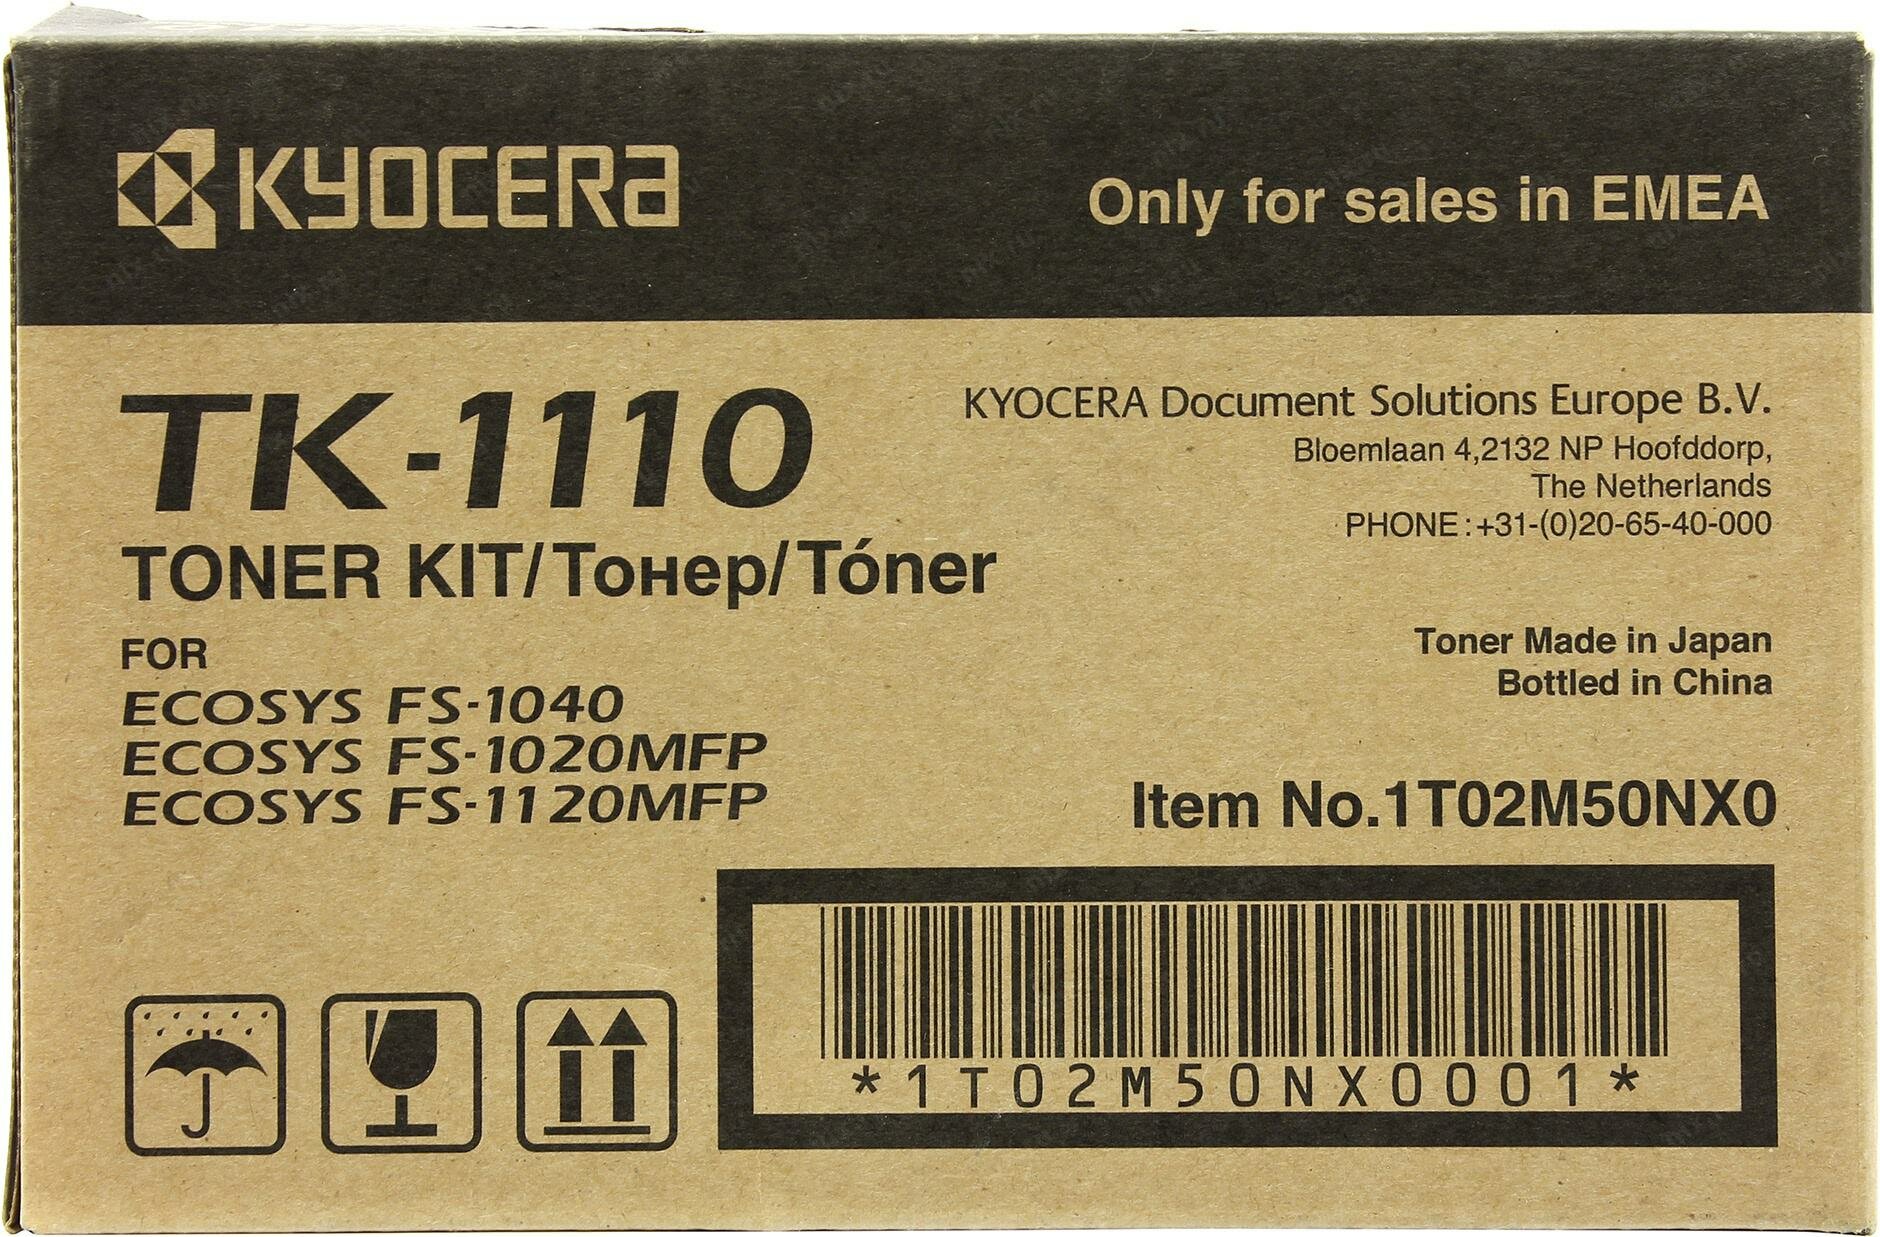 KYOCERA
Only for sales in EMEA
TK-1110
TONER KIT/Тонер/Tóner
FOR
ECOSYS FS-1040
ECOSYS FS-1020MFP
ECOSYS FS-1120MFP
KYOCERA Document Solutions Europe B.V.
Bloemlaan 4,2132 NP Hoofddorp,
The Netherlands
PHONE:+31-(0)20-65-40-000
Toner Made in Japan
Bottled in China
Item No.1T02M50NX0
*1T02M50NX0001*